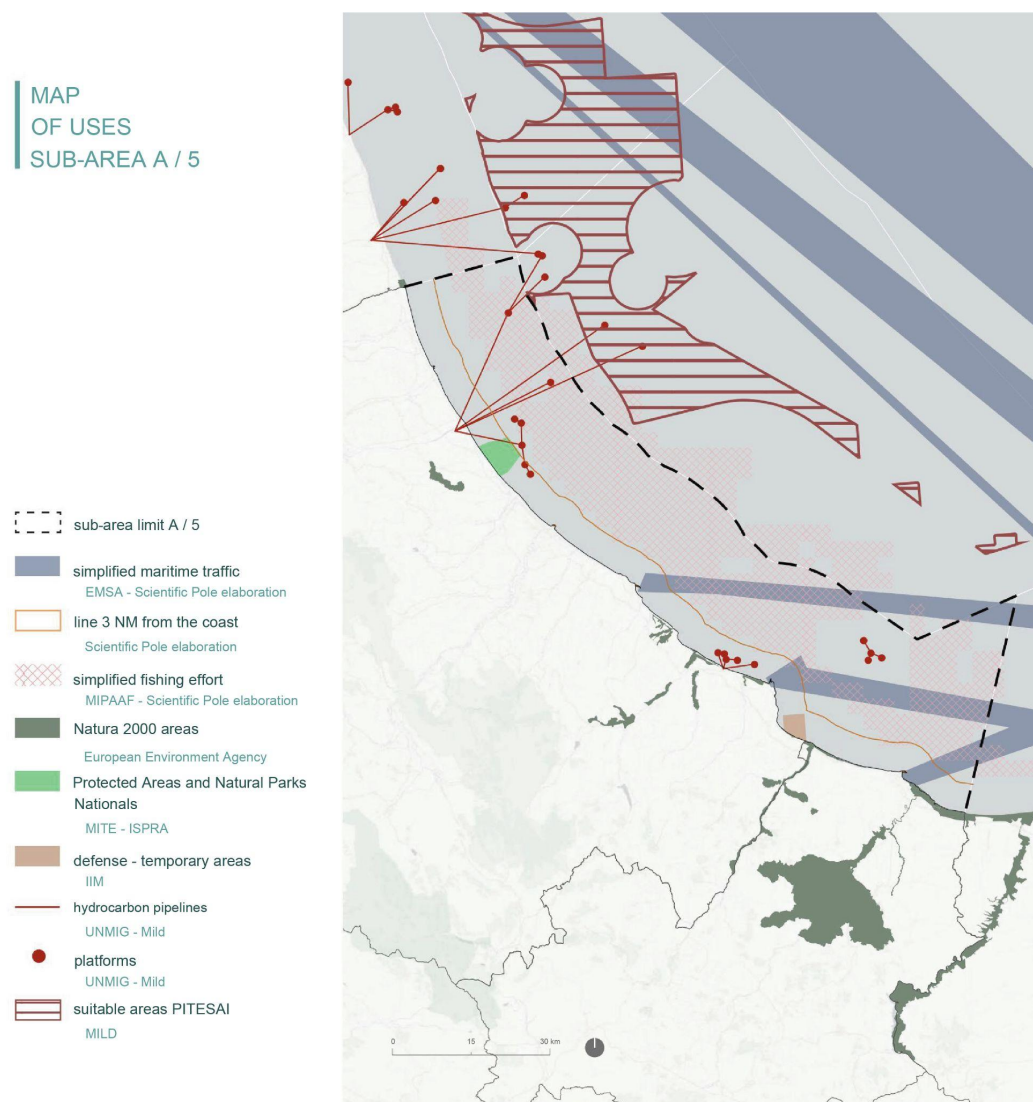 MAP
OF USES
SUB-AREA A / 5
sub-area limit A / 5
simplified maritime traffic
EMSA - Scientific Pole elaboration
line 3 NM from the coast
Scientific Pole elaboration
simplified fishing effort
MIPAAF - Scientific Pole elaboration
Natura 2000 areas
European Environment Agency
Protected Areas and Natural Parks
Nationals
MITE - ISPRA
defense - temporary areas
IIM
hydrocarbon pipelines
UNMIG - Mild
platforms
UNMIG - Mild
suitable areas PITESAI
MILD
0 15 30 km